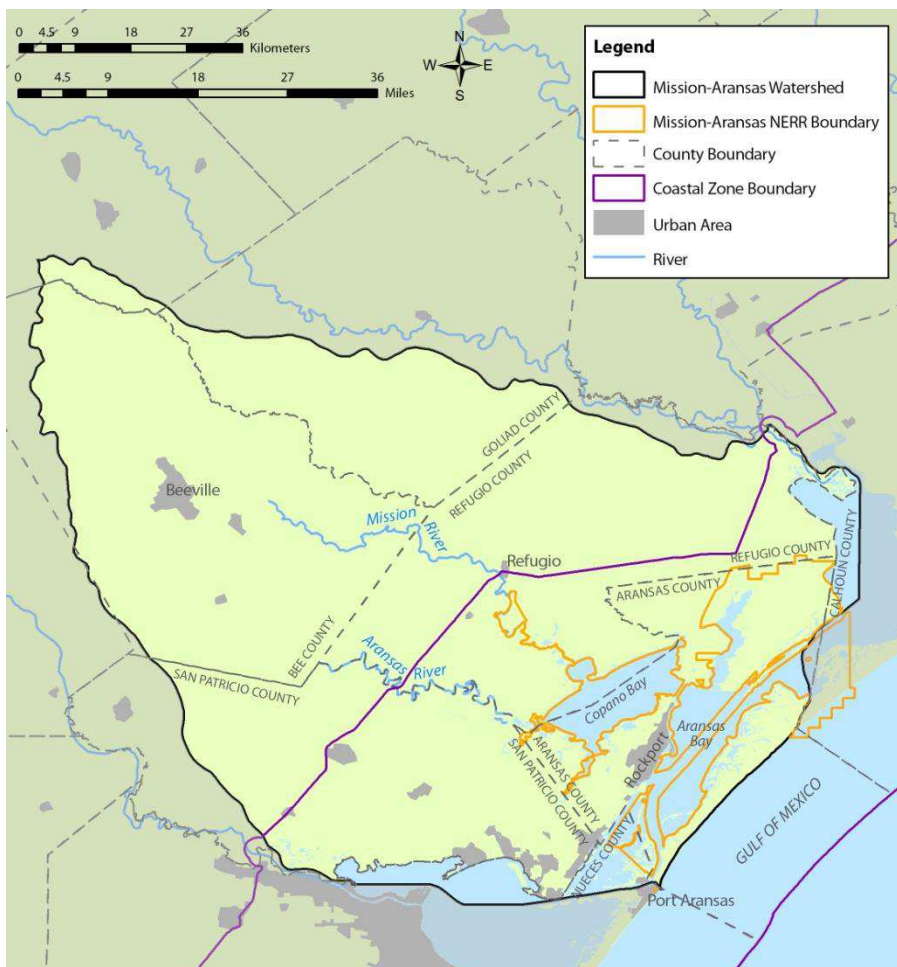 0 4.5 9 18 27 36
Kilometers
0 4.5 9 18 27 36
Miles
N
W E
S
Legend
Mission-Aransas Watershed
Mission-Aransas NERR Boundary
County Boundary
Coastal Zone Boundary
Urban Area
River
GOLIAD COUNTY
REFUGIO COUNTY
Beeville
Mission
River
Refugio
REFUGIO COUNTY
ARANSAS COUNTY
CALHOUN COUNTY
BEE COUNTY
SAN PATRICIO COUNTY
Aransas
River
Copano Bay
Aransas
Bay
Rockport
ARANSAS COUNTY
SAN PATRICIO COUNTY
NUECES COUNTY
GULF OF MEXICO
Port Aransas